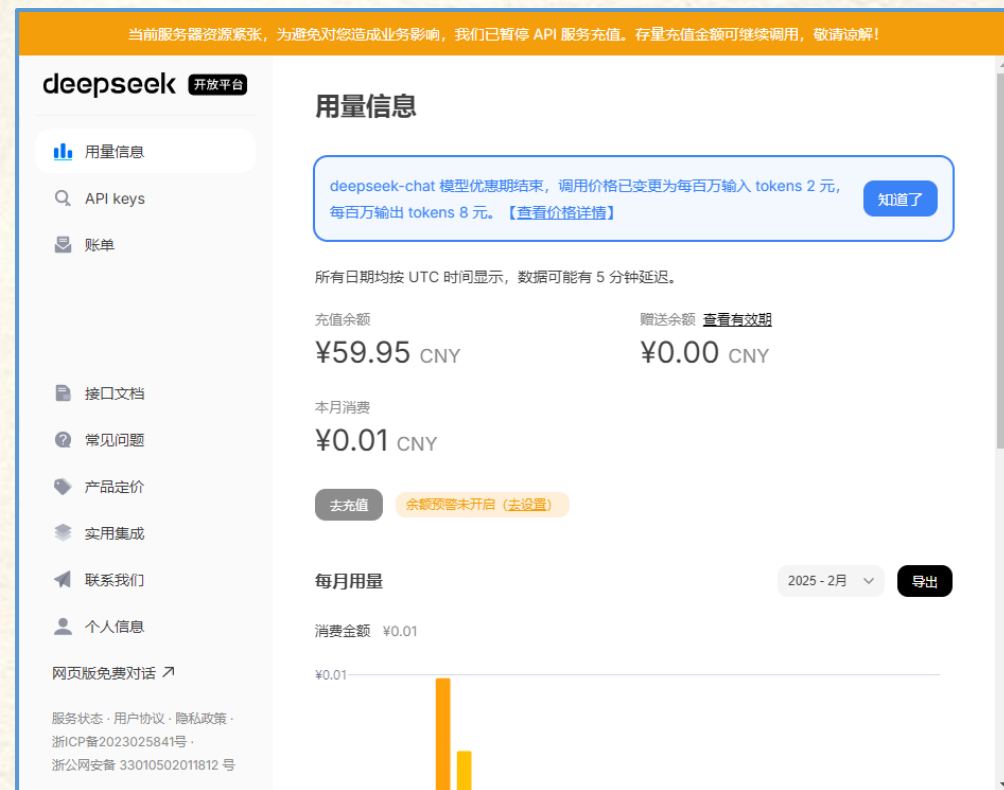 当前服务器资源紧张，为避免对您造成业务影响，我们已暂停 API 服务充值。存量充值金额可继续调用，敬请谅解！
deepseek 开放平台
用量信息
API keys
账单
接口文档
常见问题
产品定价
实用集成
联系我们
个人信息
网页版免费对话
服务状态 · 用户协议 · 隐私政策 ·
浙ICP备2023025841号 ·
浙公网安备 33010502011812 号
用量信息
deepseek-chat 模型优惠期结束，调用价格已变更为每百万输入 tokens 2 元，
每百万输出 tokens 8 元。【查看价格详情】
知道了
所有日期均按 UTC 时间显示，数据可能有 5 分钟延迟。
充值余额
¥59.95 CNY
赠送余额 查看有效期
¥0.00 CNY
本月消费
¥0.01 CNY
去充值
余额预警未开启（去设置）
每月用量
2025 - 2月
导出
消费金额 ¥0.01
¥0.01